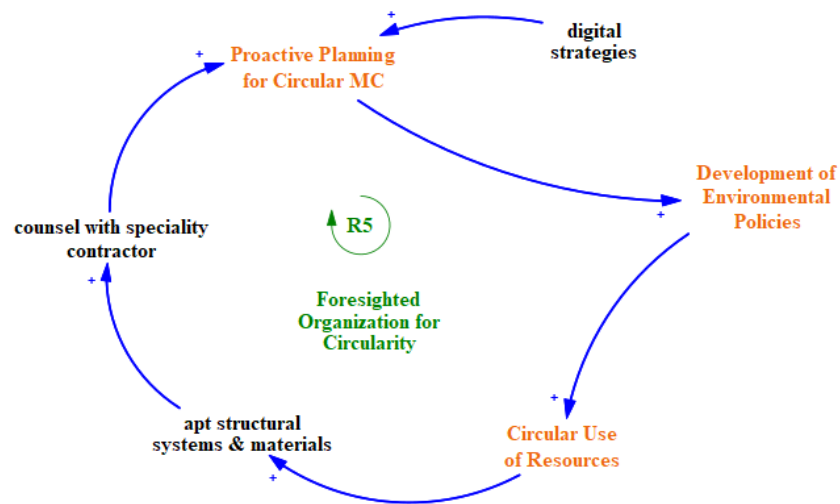 +
digital
strategies
+
Proactive Planning
for Circular MC
Development of
Environmental
Policies
+
counsel with speciality
contractor
+
R5
Foresighted
Organization for
Circularity
+
apt structural
systems & materials
+
Circular Use
of Resources